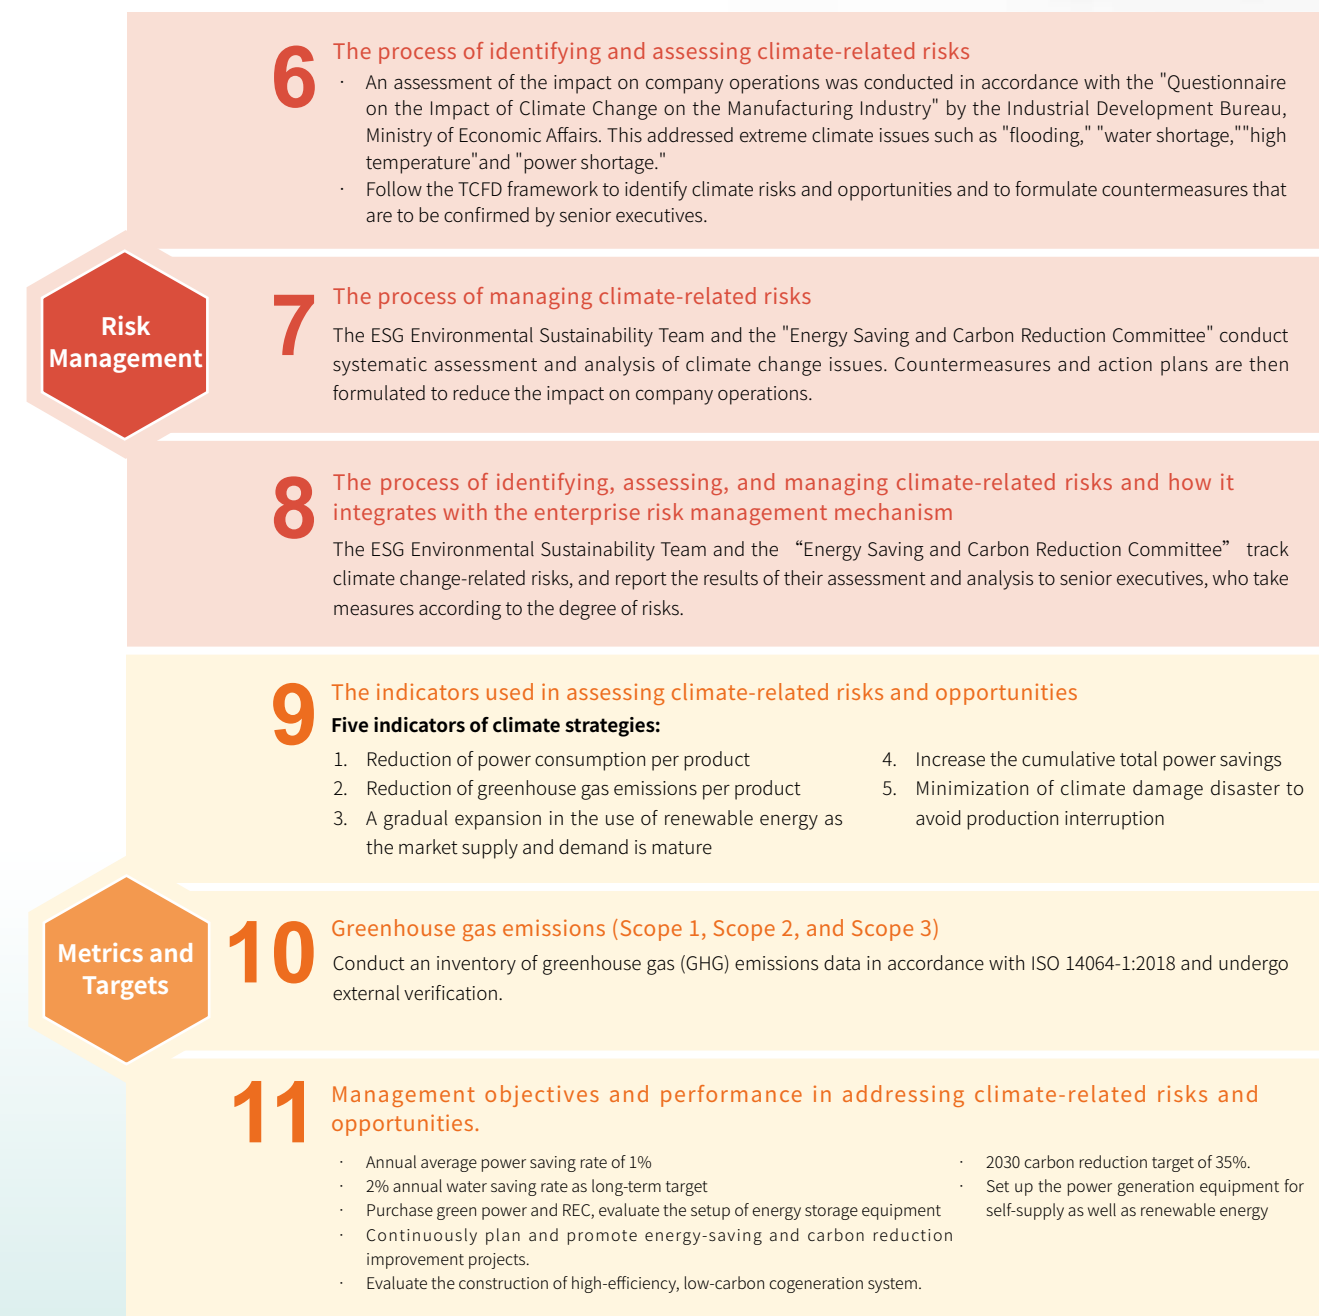 6
The process of identifying and assessing climate-related risks
· An assessment of the impact on company operations was conducted in accordance with the "Questionnaire
on the Impact of Climate Change on the Manufacturing Industry" by the Industrial Development Bureau,
Ministry of Economic Affairs. This addressed extreme climate issues such as "flooding," "water shortage,""high
temperature"and "power shortage."
· Follow the TCFD framework to identify climate risks and opportunities and to formulate countermeasures that
are to be confirmed by senior executives.
Risk
Management
7
The process of managing climate-related risks
The ESG Environmental Sustainability Team and the "Energy Saving and Carbon Reduction Committee" conduct
systematic assessment and analysis of climate change issues. Countermeasures and action plans are then
formulated to reduce the impact on company operations.
8
The process of identifying, assessing, and managing climate-related risks and how it
integrates with the enterprise risk management mechanism
The ESG Environmental Sustainability Team and the “Energy Saving and Carbon Reduction Committee” track
climate change-related risks, and report the results of their assessment and analysis to senior executives, who take
measures according to the degree of risks.
9
The indicators used in assessing climate-related risks and opportunities
Five indicators of climate strategies:
1. Reduction of power consumption per product
2. Reduction of greenhouse gas emissions per product
3. A gradual expansion in the use of renewable energy as
the market supply and demand is mature
4. Increase the cumulative total power savings
5. Minimization of climate damage disaster to
avoid production interruption
Metrics and
Targets
10
Greenhouse gas emissions (Scope 1, Scope 2, and Scope 3)
Conduct an inventory of greenhouse gas (GHG) emissions data in accordance with ISO 14064-1:2018 and undergo
external verification.
11
Management objectives and performance in addressing climate-related risks and
opportunities.
· Annual average power saving rate of 1%
· 2% annual water saving rate as long-term target
· Purchase green power and REC, evaluate the setup of energy storage equipment
· Continuously plan and promote energy-saving and carbon reduction
improvement projects.
· Evaluate the construction of high-efficiency, low-carbon cogeneration system.
· 2030 carbon reduction target of 35%.
· Set up the power generation equipment for
self-supply as well as renewable energy